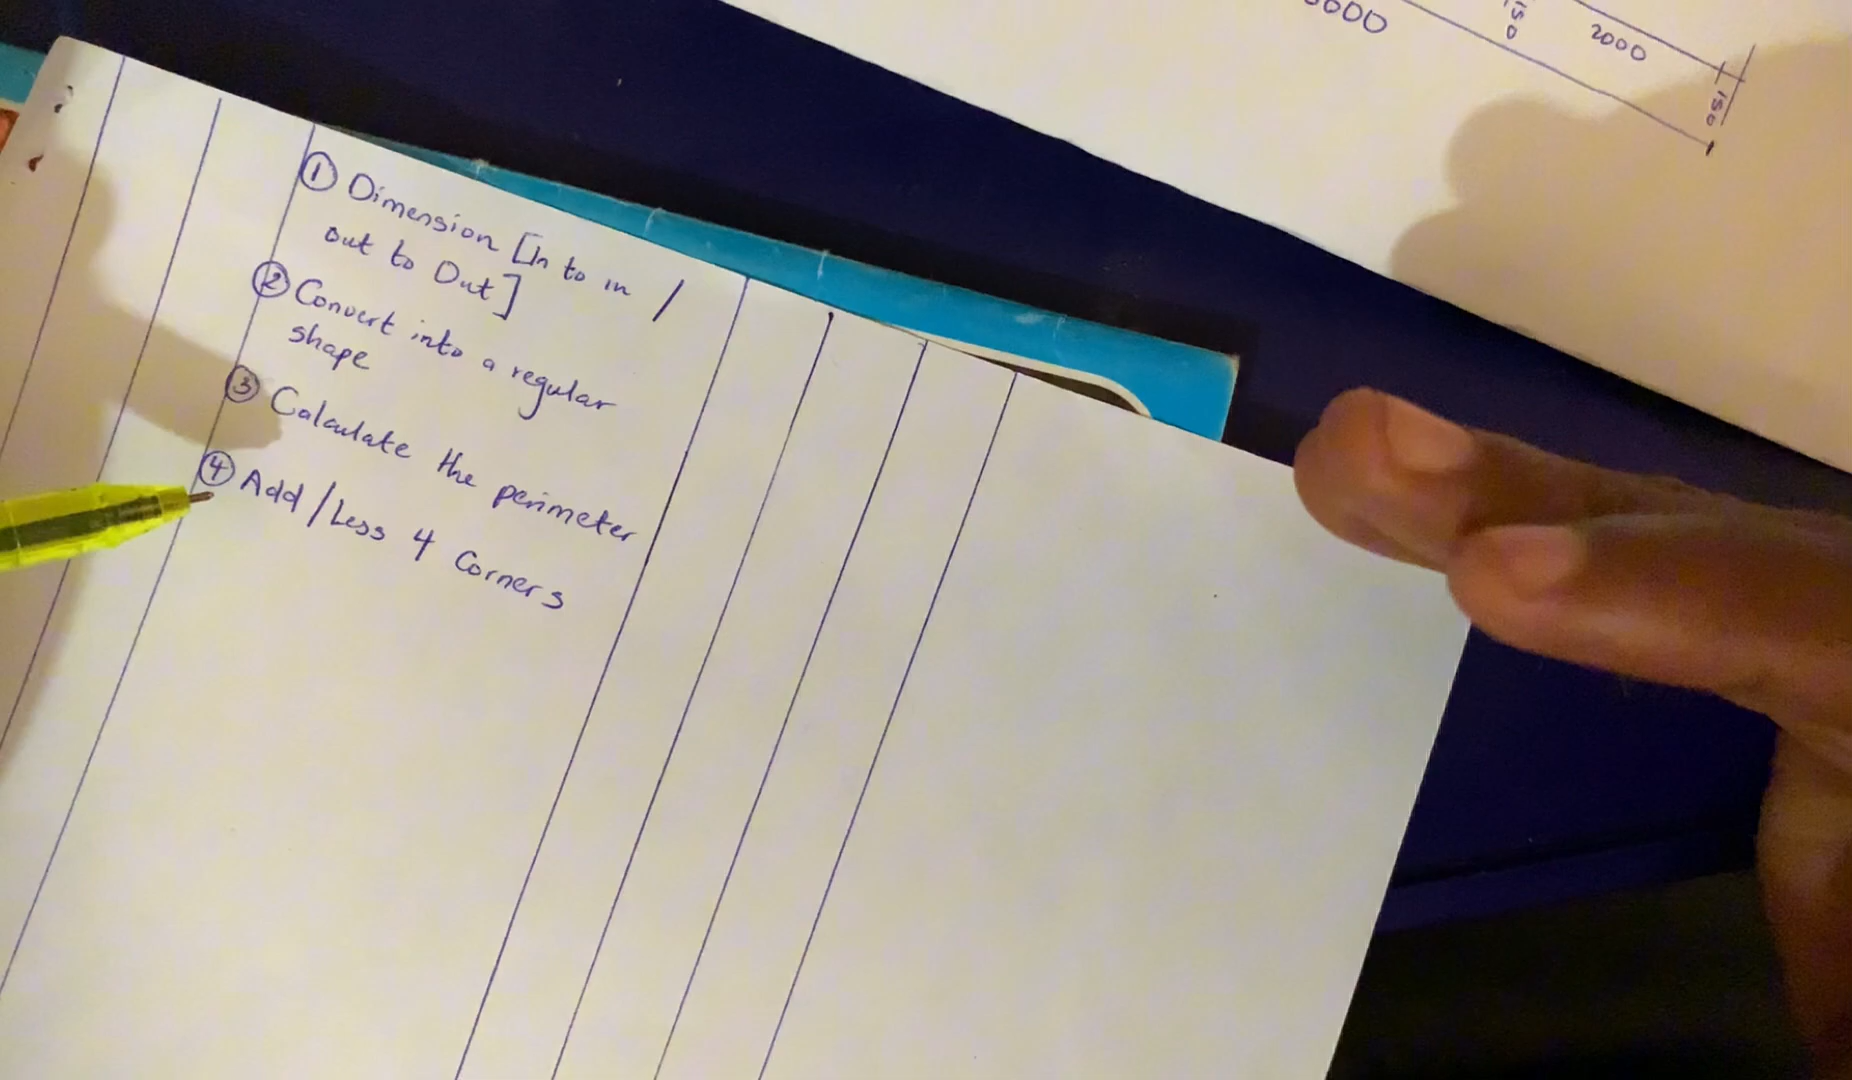 ① Dimension [In to in /
out to Out]
② Convert into a regular
shape
③ Calculate the perimeter
④ Add / Less 4 Corners
150
2000
150